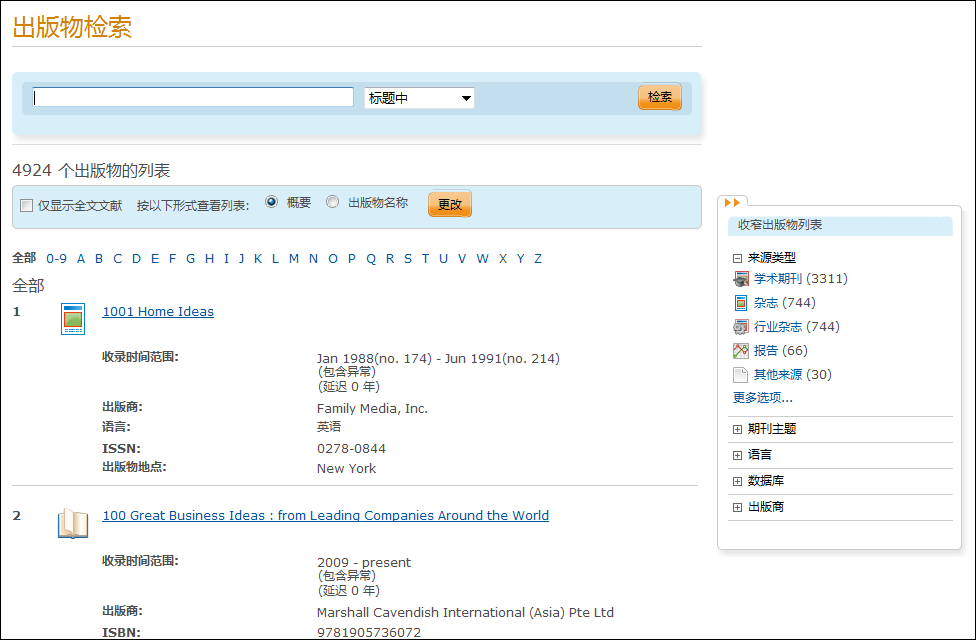 出版物检索
标题中
检索
4924 个出版物的列表
仅显示全文文献 按以下形式查看列表: 概要 出版物名称 更改
全部 0-9 A B C D E F G H I J K L M N O P Q R S T U V W X Y Z
全部
1 1001 Home Ideas
收录时间范围: Jan 1988(no. 174) - Jun 1991(no. 214)
(包含异常)
(延迟 0 年)
出版商: Family Media, Inc.
语言: 英语
ISSN: 0278-0844
出版物地点: New York
2 100 Great Business Ideas : from Leading Companies Around the World
收录时间范围: 2009 - present
(包含异常)
(延迟 0 年)
出版商: Marshall Cavendish International (Asia) Pte Ltd
ISBN: 9781905736072
收窄出版物列表
来源类型
学术期刊 (3311)
杂志 (744)
行业杂志 (744)
报告 (66)
其他来源 (30)
更多选项...
期刊主题
语言
数据库
出版商